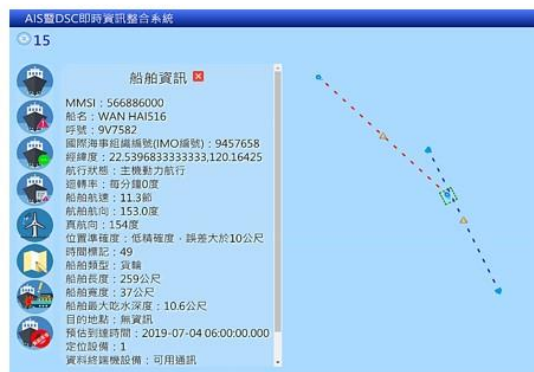 AIS暨DSC即時資訊整合系統
15
船舶資訊
MMSI：566886000
船名：WAN HAI516
呼號：9V7582
國際海事組織編號(IMO編號)：9457658
經緯度：22.5396833333333,120.16425
航行狀態：主機動力航行
迴轉率：每分鐘0度
船舶航速：11.3節
船舶航向：153.0度
真航向：154度
位置準確度：低精確度，誤差大於10公尺
時間標記：49
船舶類型：貨輪
船舶長度：259公尺
船舶寬度：37公尺
船舶最大吃水深度：10.6公尺
目的地點：無資訊
預估到達時間：2019-07-04 06:00:00.000
定位設備：1
資料終端機設備：可用通訊